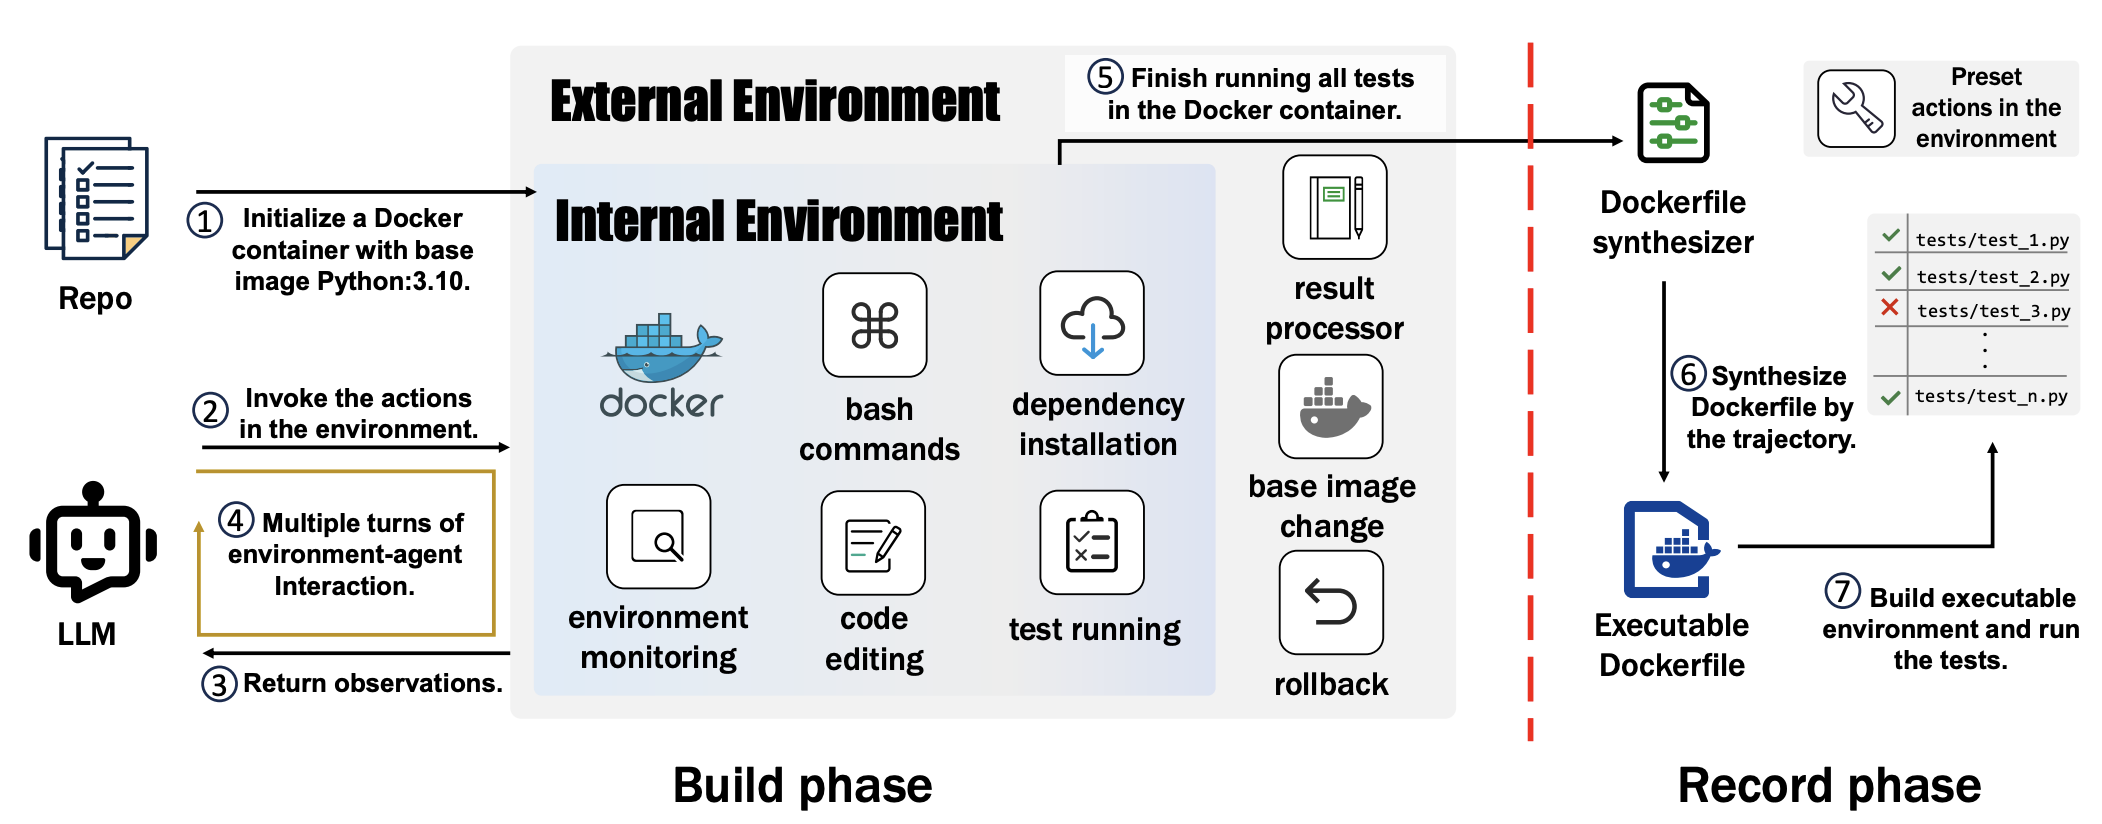 External Environment
⑤ Finish running all tests
in the Docker container.
Preset
actions in the
environment
Repo
① Initialize a Docker
container with base
image Python:3.10.
Internal Environment
docker
bash
commands
dependency
installation
environment
monitoring
code
editing
test running
result
processor
base image
change
rollback
② Invoke the actions
in the environment.
④ Multiple turns of
environment-agent
Interaction.
LLM
③ Return observations.
Dockerfile
synthesizer
tests/test_1.py
tests/test_2.py
tests/test_3.py
tests/test_n.py
⑥ Synthesize
Dockerfile by
the trajectory.
Executable
Dockerfile
⑦ Build executable
environment and run
the tests.
Build phase
Record phase